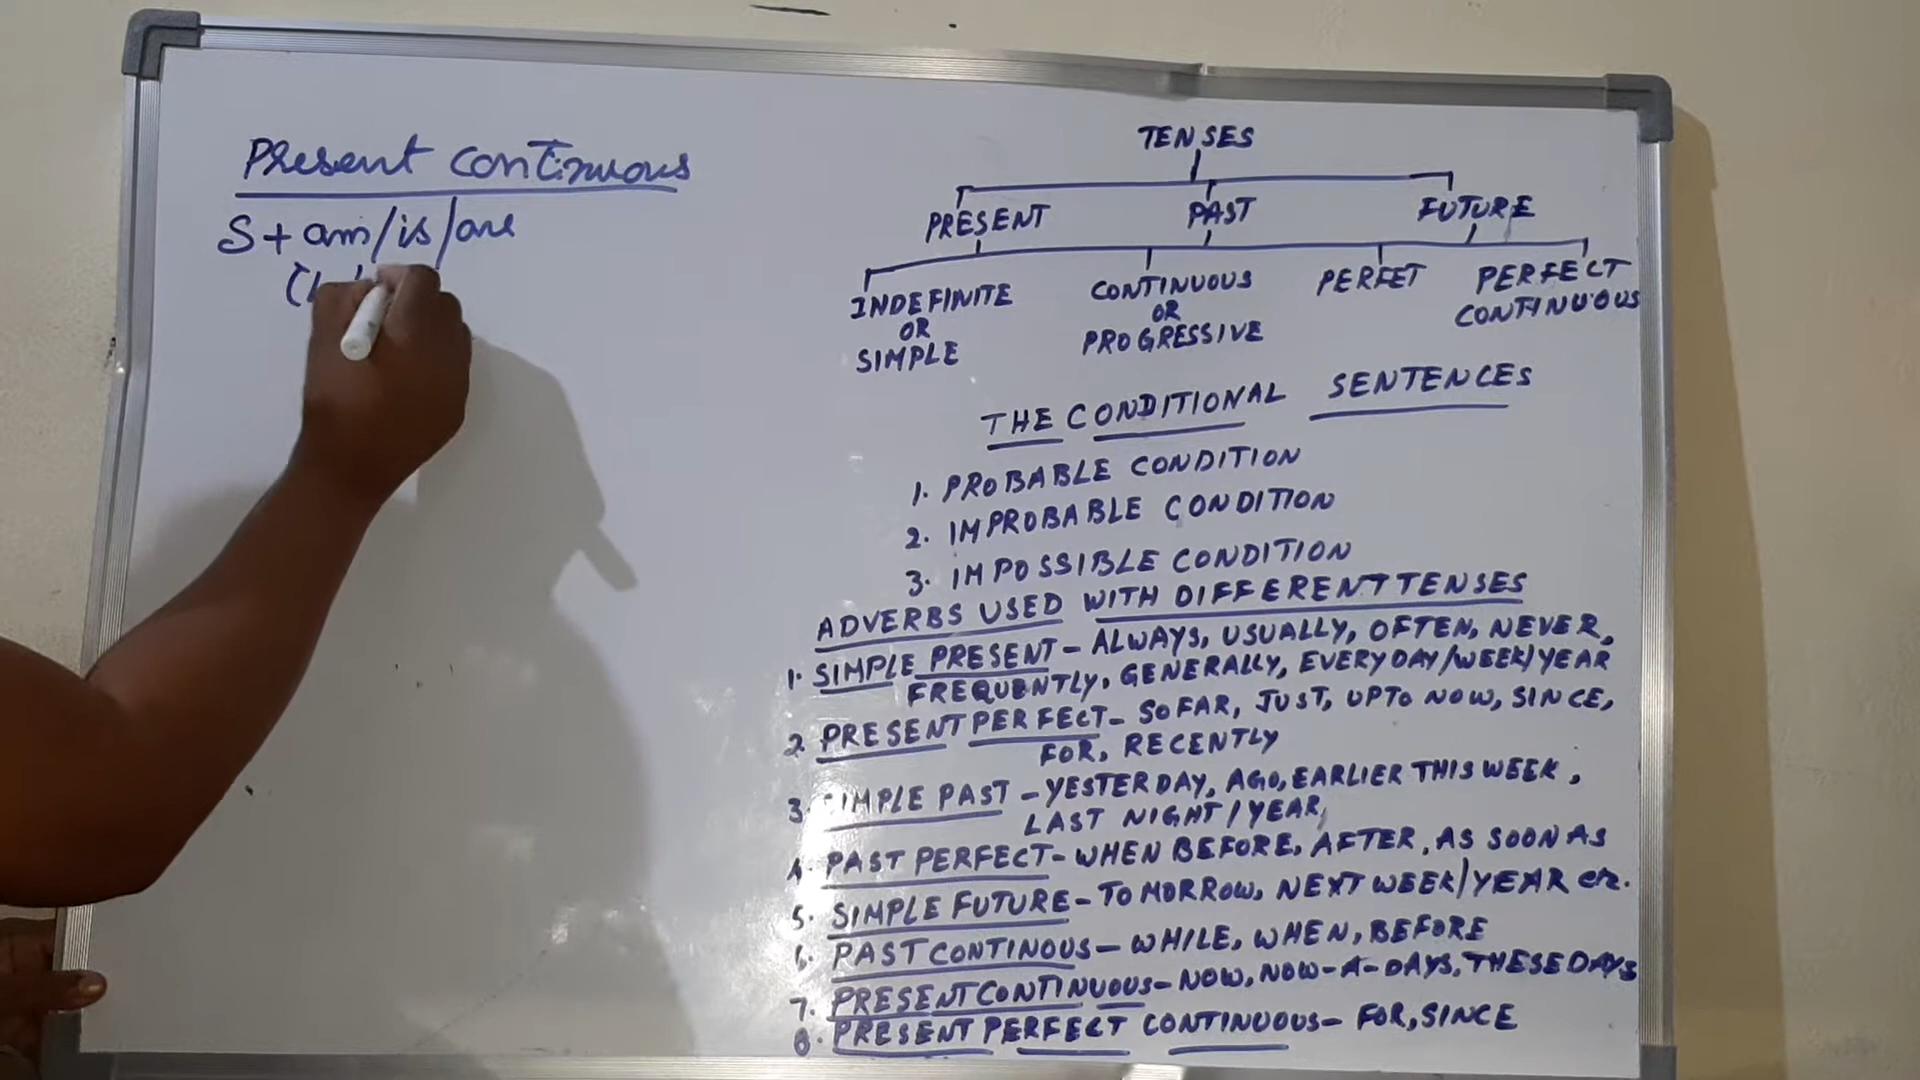 Present continuous
S + am/is/are
TENSES
PRESENT PAST FUTURE
INDEFINITE OR SIMPLE
CONTINUOUS OR PROGRESSIVE
PERFET
PERFECT CONTINUOUS
THE CONDITIONAL SENTENCES
1. PROBABLE CONDITION
2. IMPROBABLE CONDITION
3. IMPOSSIBLE CONDITION
ADVERBS USED WITH DIFFERENT TENSES
1. SIMPLE PRESENT - ALWAYS, USUALLY, OFTEN, NEVER,
FREQUENTLY, GENERALLY, EVERYDAY/WEEK/YEAR
2. PRESENT PERFECT - SO FAR, JUST, UPTO NOW, SINCE,
FOR, RECENTLY
3. SIMPLE PAST - YESTERDAY, AGO, EARLIER THIS WEEK,
LAST NIGHT/YEAR,
4. PAST PERFECT - WHEN BEFORE, AFTER, AS SOON AS
5. SIMPLE FUTURE - TOMORROW, NEXT WEEK/YEAR etc.
6. PAST CONTINOUS - WHILE, WHEN, BEFORE
7. PRESENT CONTINUOUS - NOW, NOW-A-DAYS, THESE DAYS
8. PRESENT PERFECT CONTINUOUS - FOR, SINCE